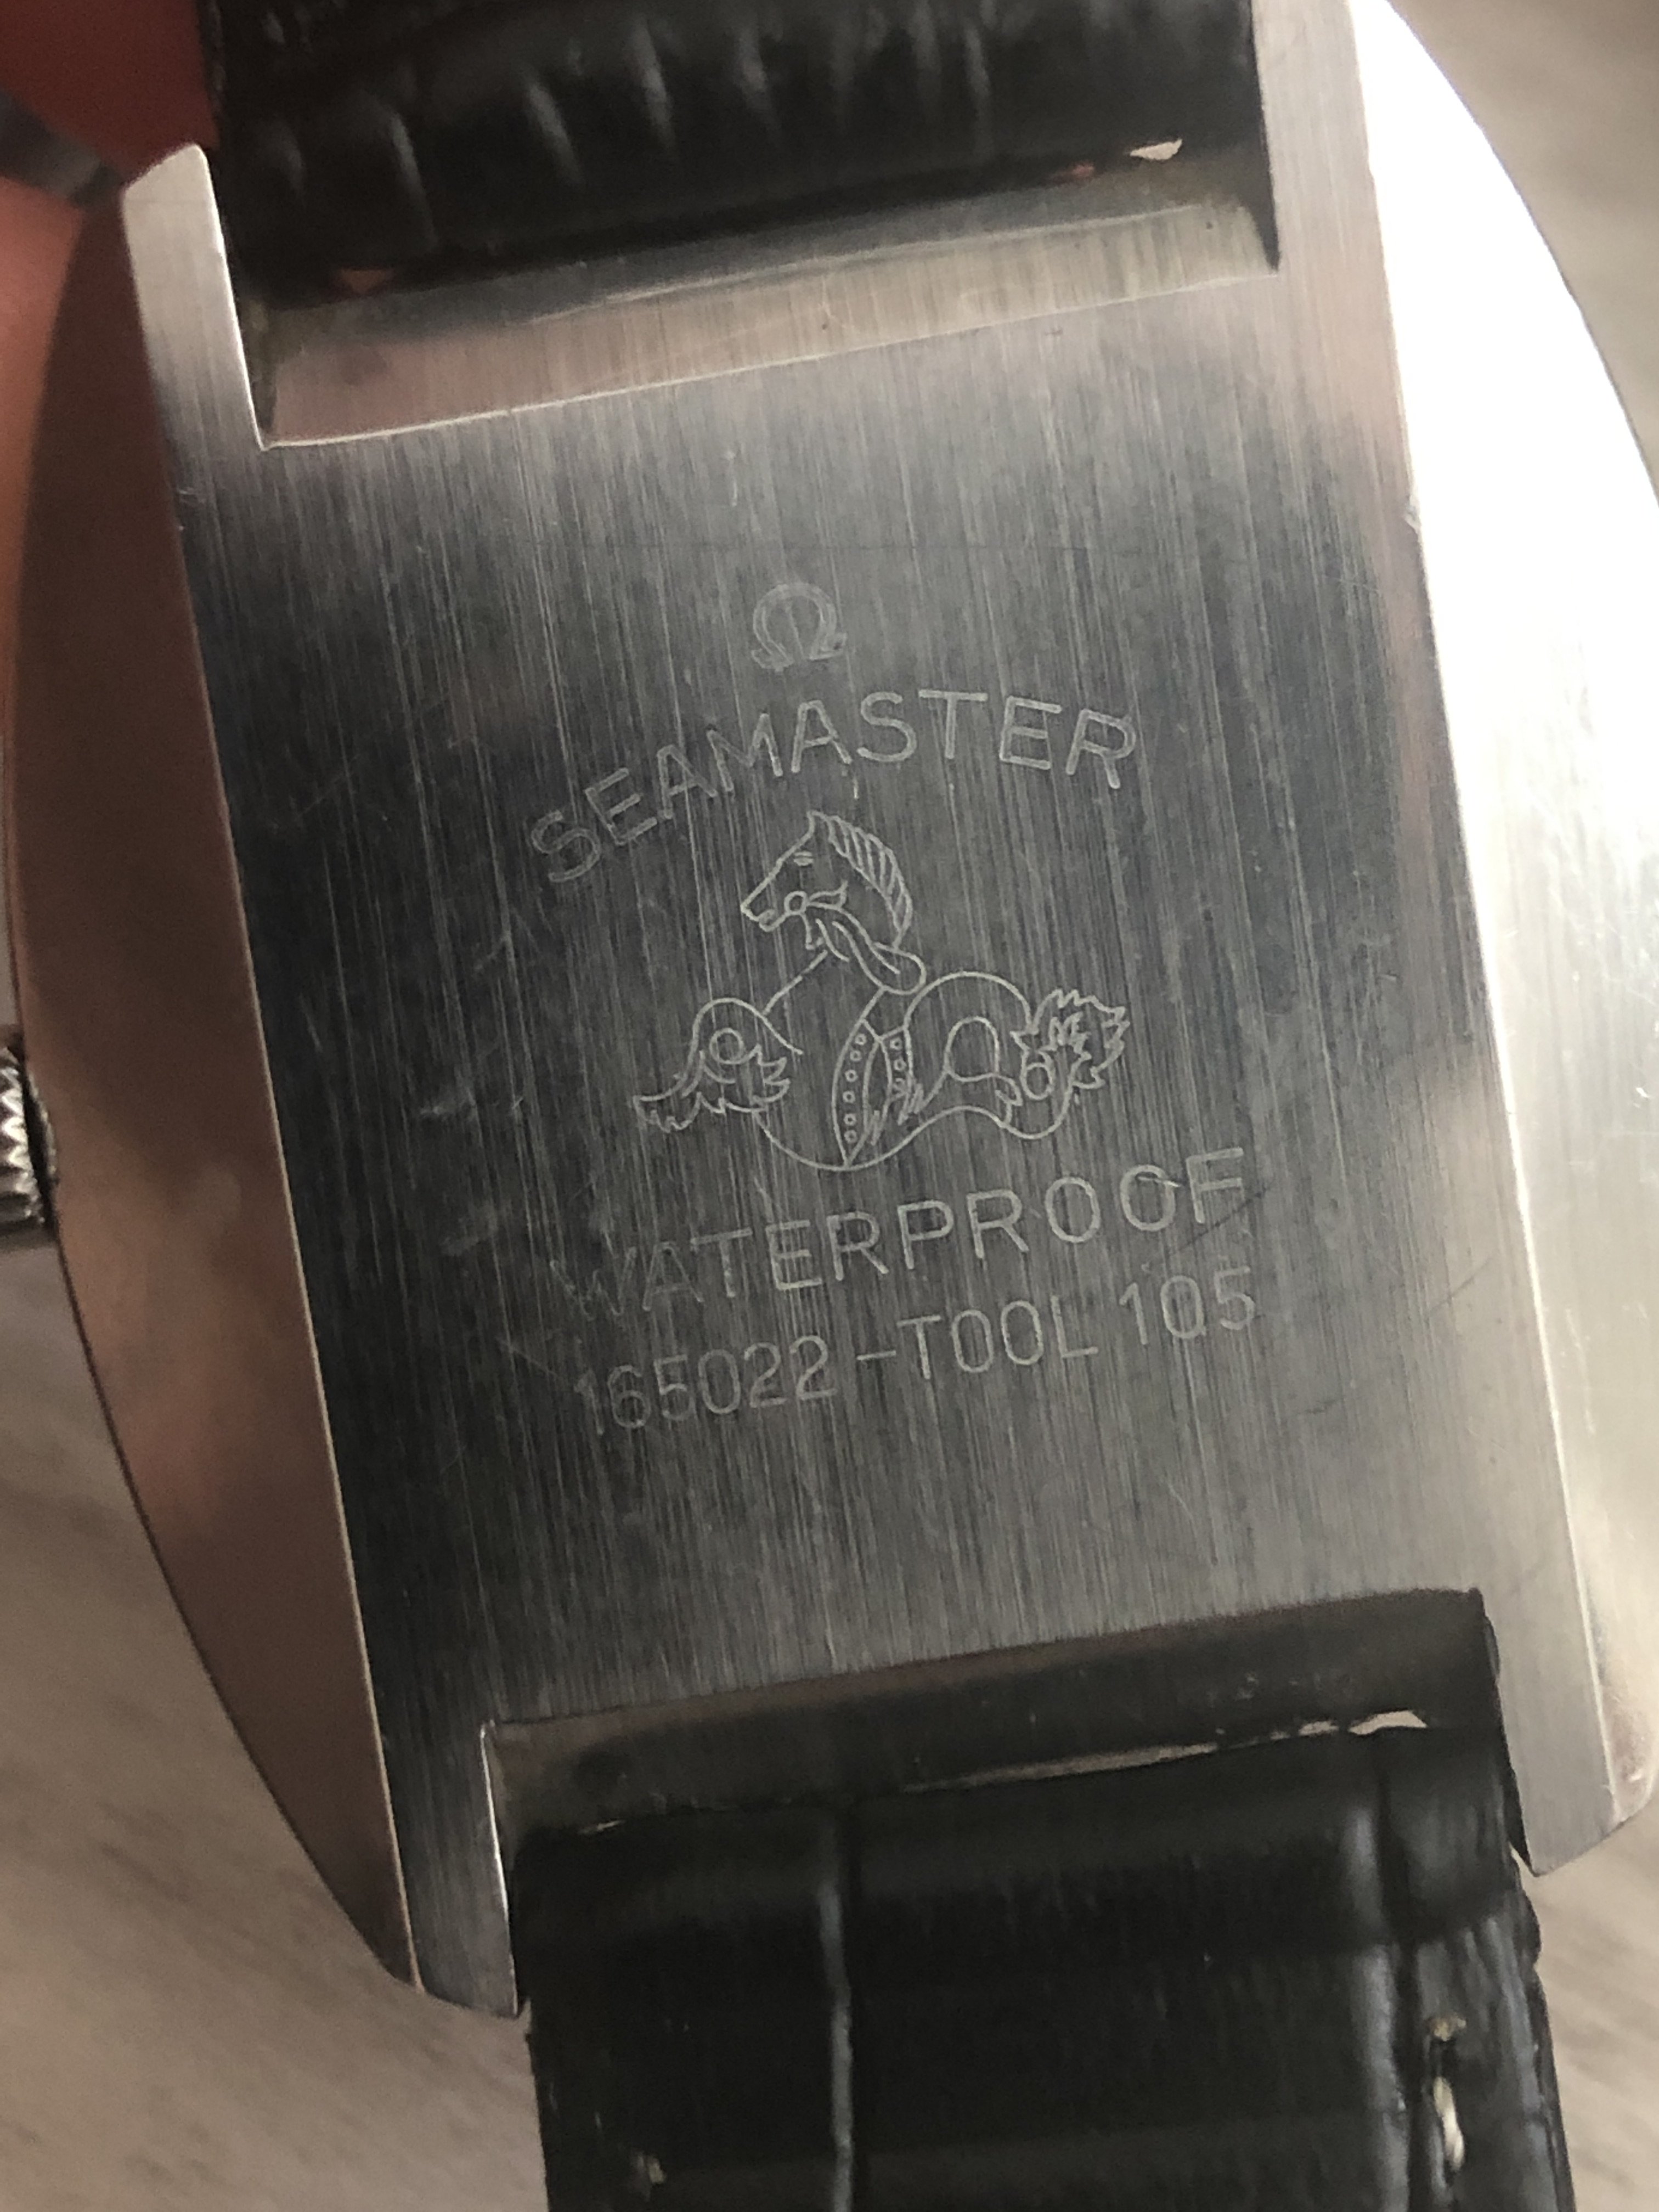 Ω
SEAMASTER
WATERPROOF
165022-TOOL 105